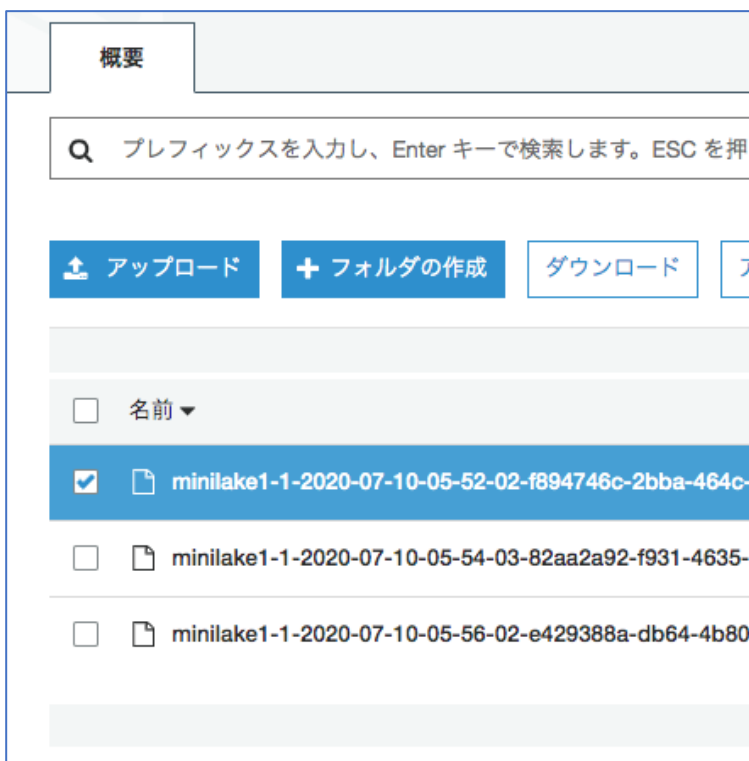 概要
プレフィックスを入力し、Enter キーで検索します。ESC を押
アップロード フォルダの作成 ダウンロード
名前
minilake1-1-2020-07-10-05-52-02-f894746c-2bba-464c-
minilake1-1-2020-07-10-05-54-03-82aa2a92-f931-4635-
minilake1-1-2020-07-10-05-56-02-e429388a-db64-4b80